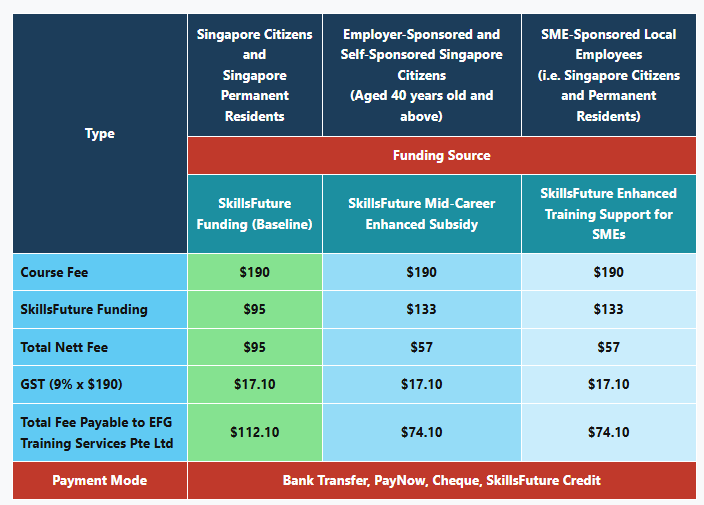 Type
Singapore Citizens
and
Singapore
Permanent
Residents
Employer-Sponsored and
Self-Sponsored Singapore
Citizens
(Aged 40 years old and
above)
SME-Sponsored Local
Employees
(i.e. Singapore Citizens
and Permanent
Residents)
Funding Source
SkillsFuture
Funding (Baseline)
SkillsFuture Mid-Career
Enhanced Subsidy
SkillsFuture Enhanced
Training Support for
SMEs
Course Fee $190 $190 $190
SkillsFuture Funding $95 $133 $133
Total Nett Fee $95 $57 $57
GST (9% x $190) $17.10 $17.10 $17.10
Total Fee Payable to EFG
Training Services Pte Ltd
$112.10 $74.10 $74.10
Payment Mode Bank Transfer, PayNow, Cheque, SkillsFuture Credit